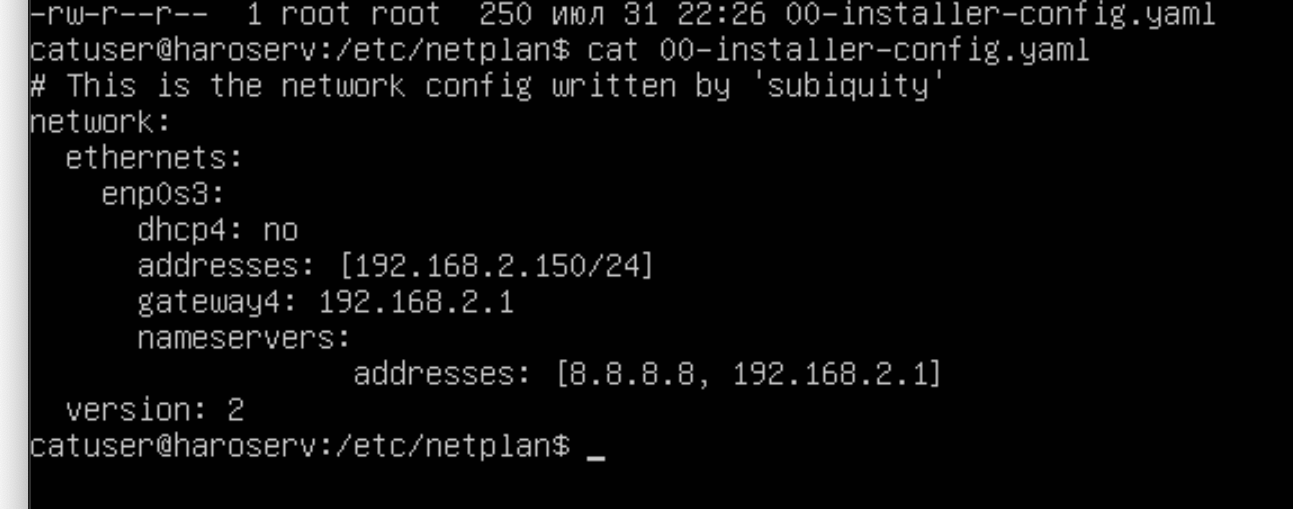 -rw-r--r--  1 root root  250 июл 31 22:26 00-installer-config.yaml
catuser@haroserv:/etc/netplan$ cat 00-installer-config.yaml
# This is the network config written by 'subiquity'
network:
  ethernets:
    enp0s3:
      dhcp4: no
      addresses: [192.168.2.150/24]
      gateway4: 192.168.2.1
      nameservers:
                  addresses: [8.8.8.8, 192.168.2.1]
  version: 2
catuser@haroserv:/etc/netplan$ _